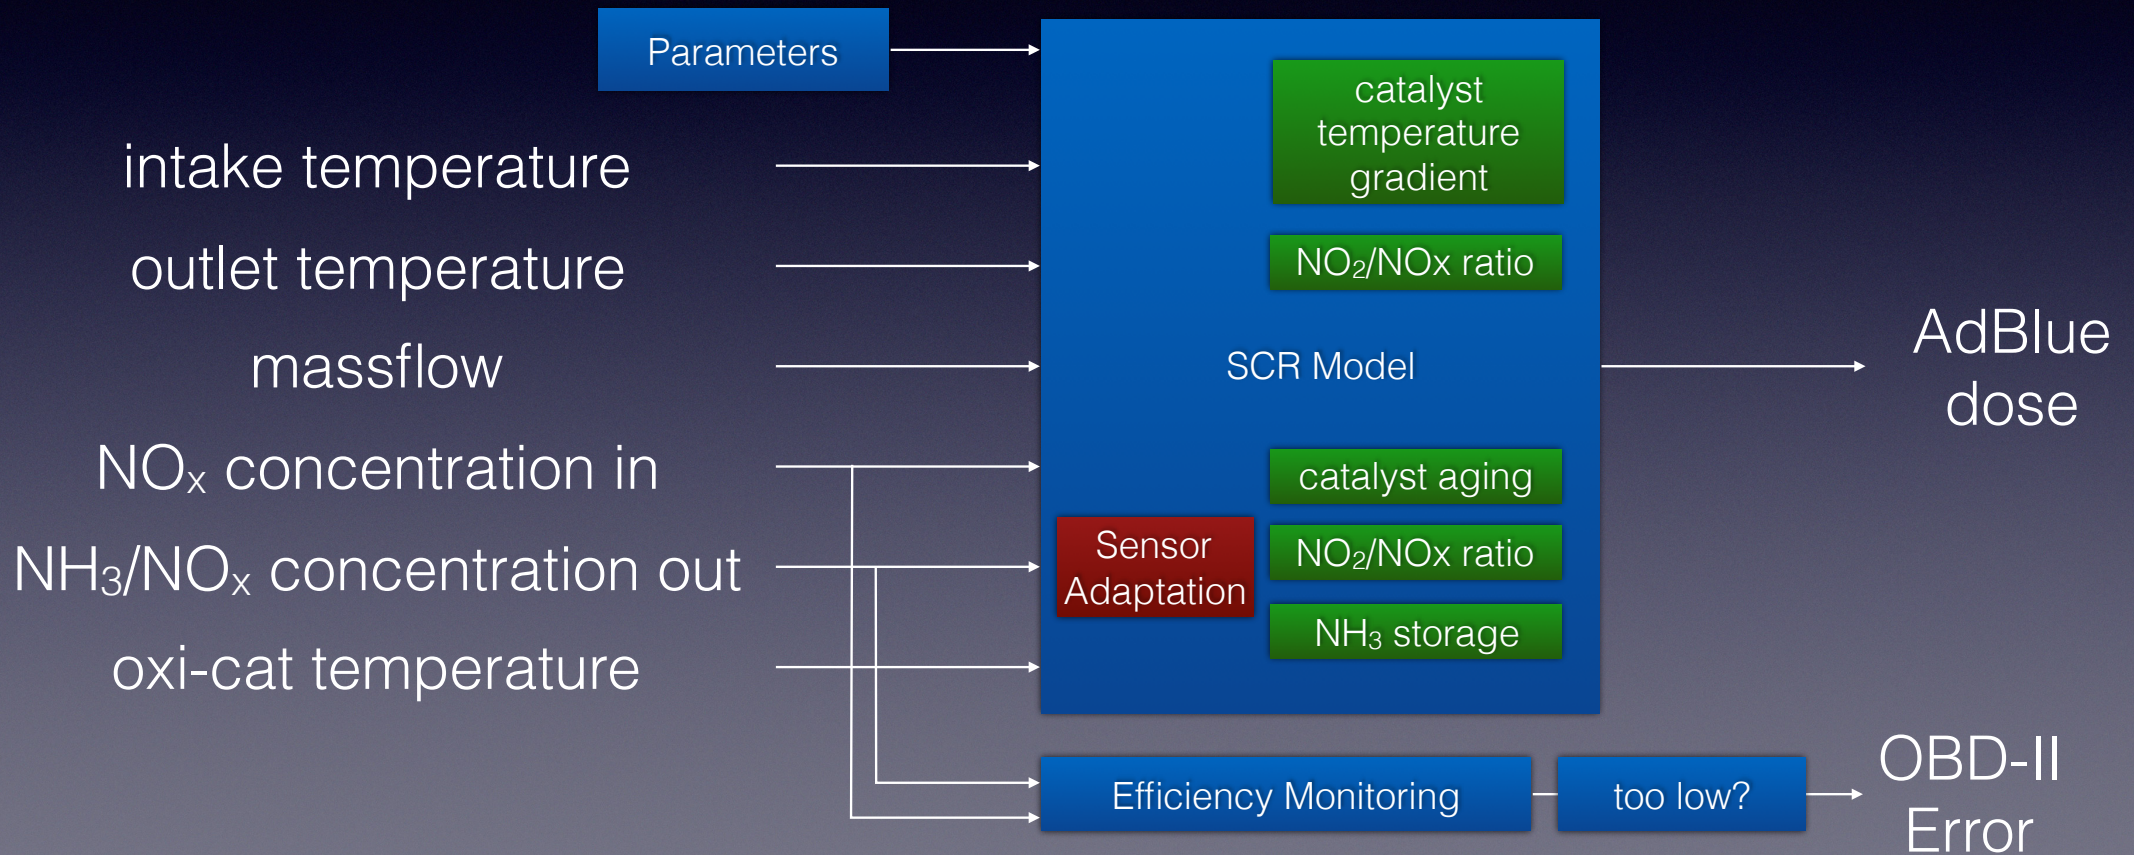 Parameters
catalyst
temperature
gradient
intake temperature
NO₂/NOx ratio
outlet temperature
massflow
SCR Model
AdBlue
dose
NOₓ concentration in
catalyst aging
Sensor
Adaptation
NO₂/NOx ratio
NH₃/NOₓ concentration out
NH₃ storage
oxi-cat temperature
Efficiency Monitoring
too low?
OBD-II
Error